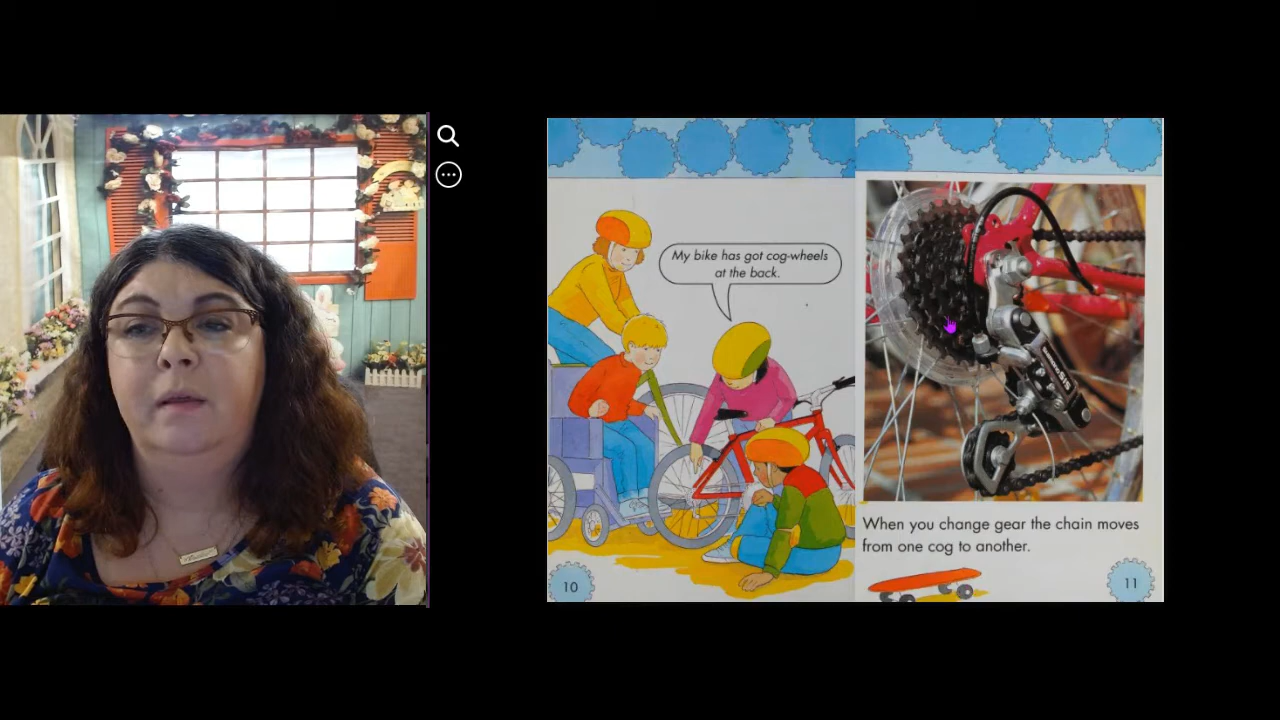 My bike has got cog-wheels
at the back.
10
When you change gear the chain moves
from one cog to another.
11